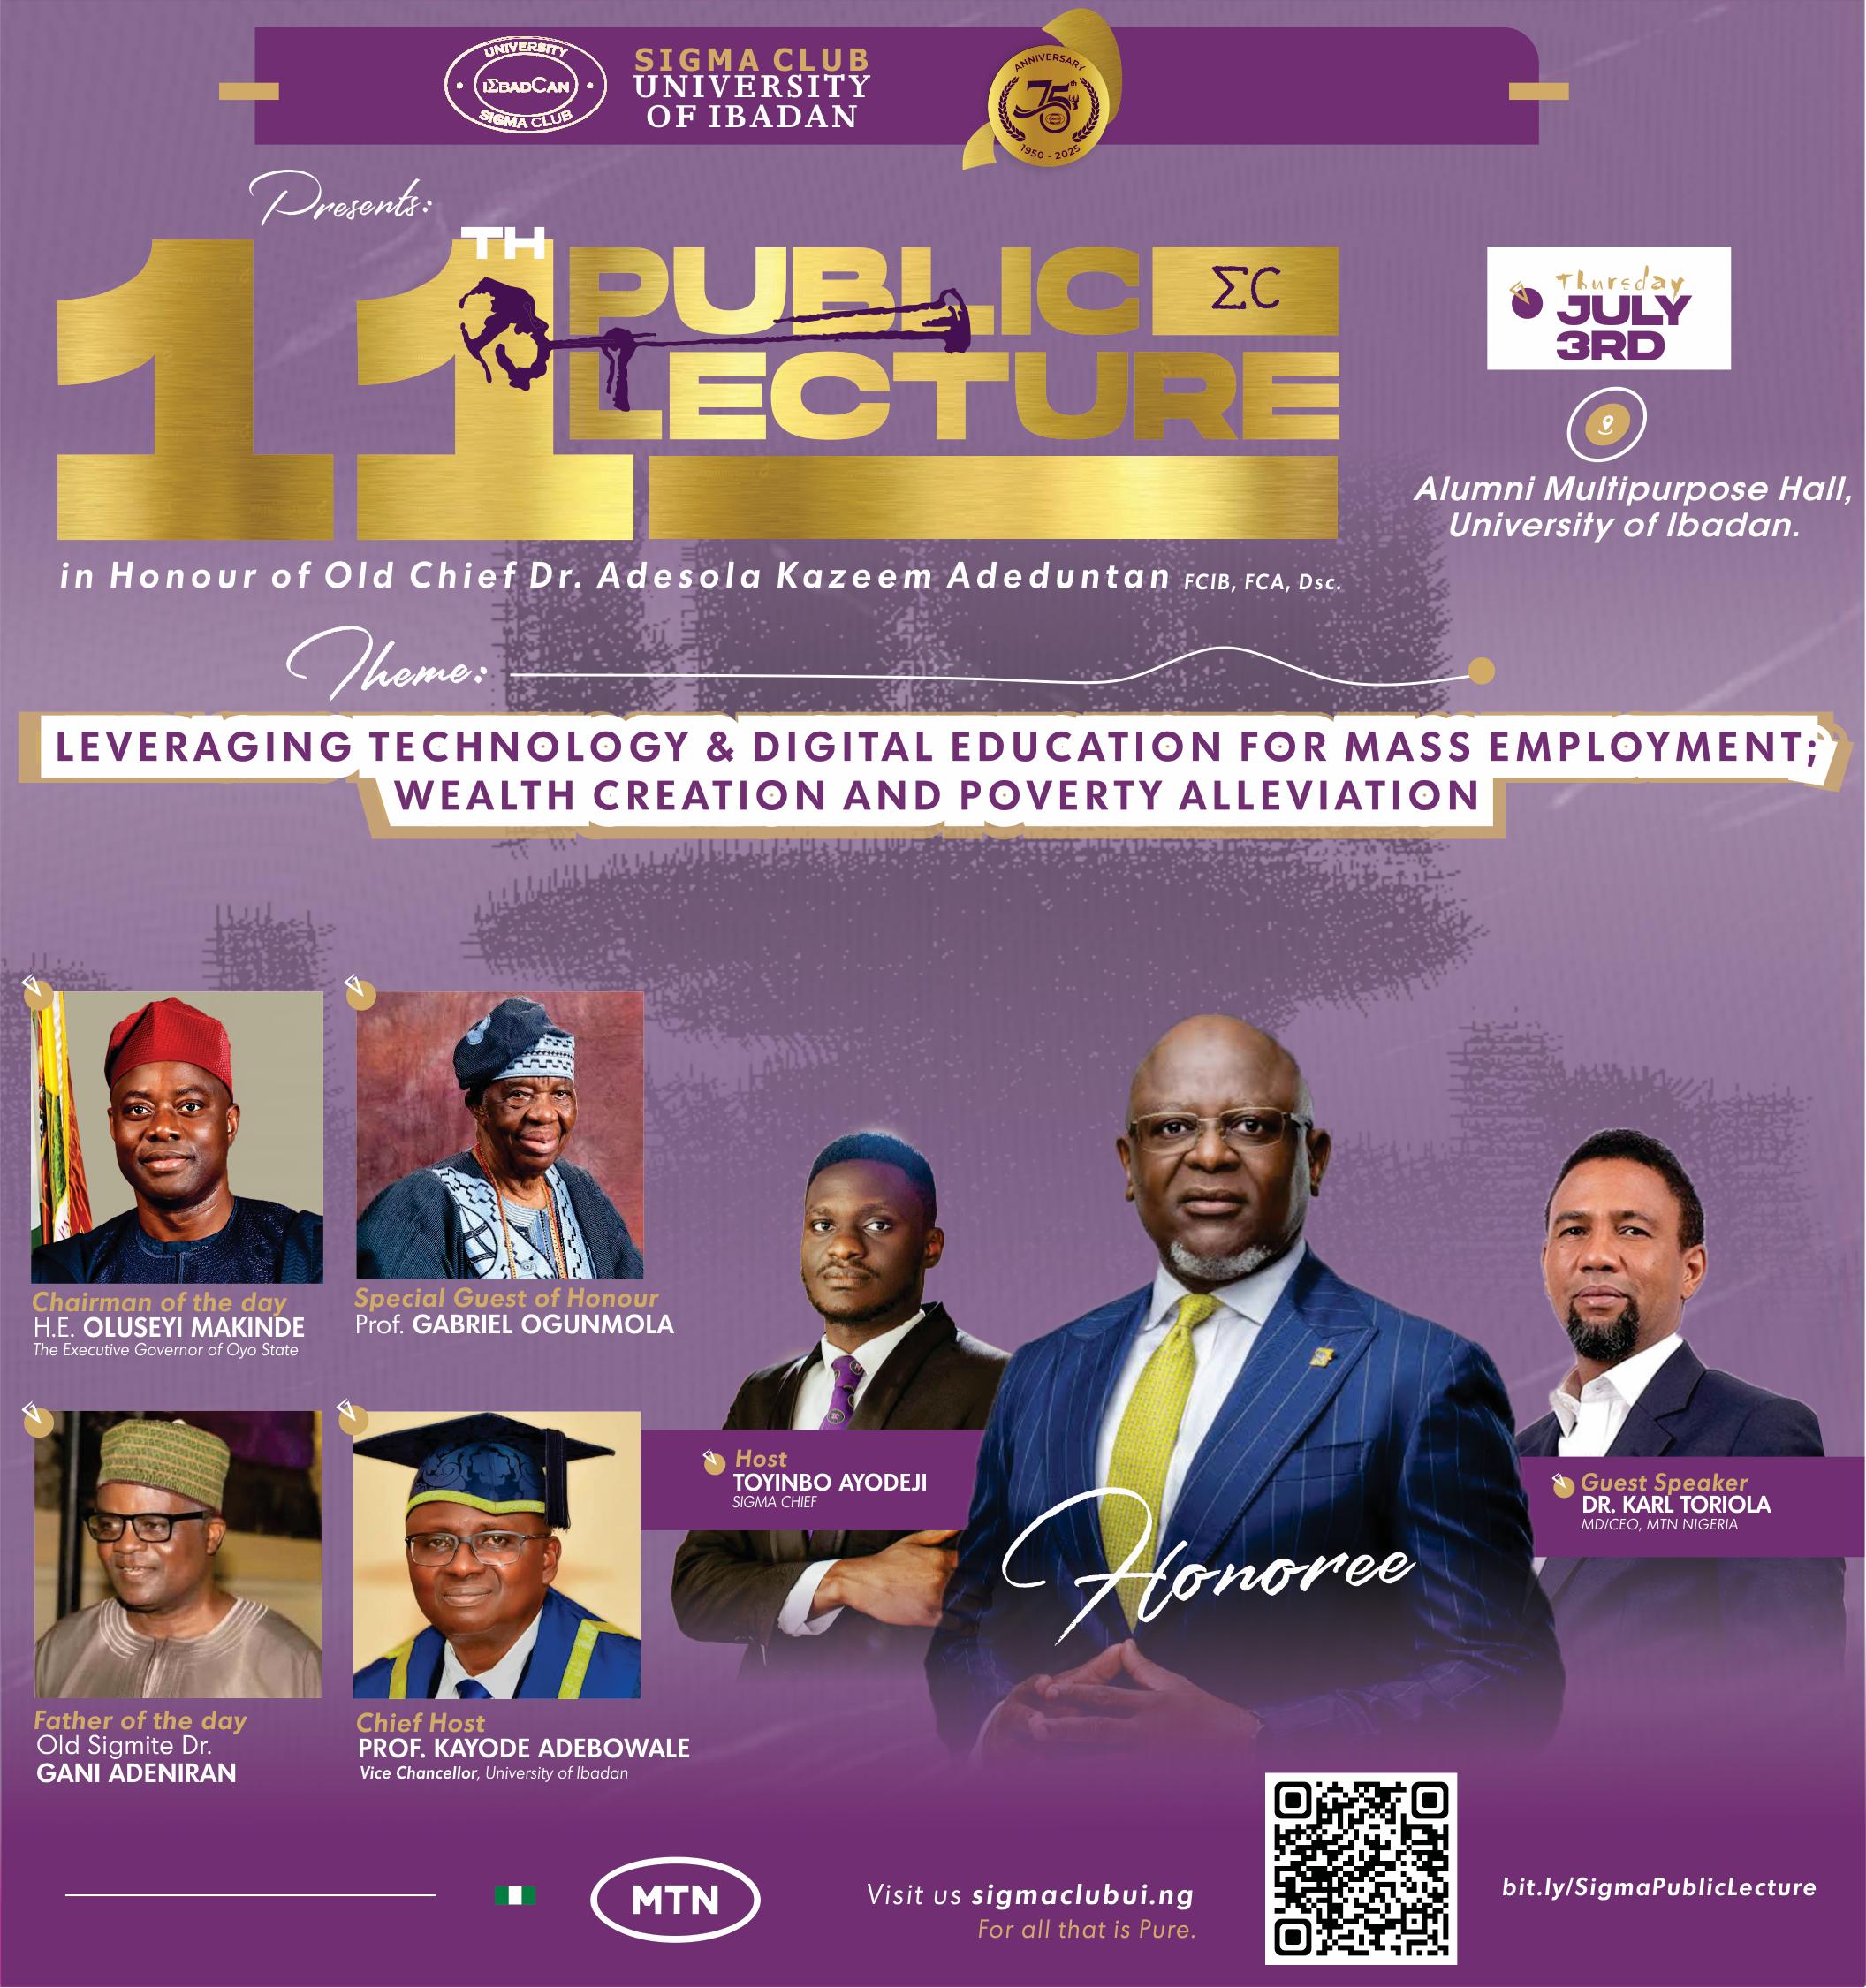 UNIVERSITY
IΣBADCAN
SIGMA CLUB
SIGMA CLUB
UNIVERSITY
OF IBADAN
ANNIVERSARY
75th
1950 - 2025
Presents:
11TH PUBLIC ΣC
LECTURE
in Honour of Old Chief Dr. Adesola Kazeem Adeduntan FCIB, FCA, Dsc.
Thursday
JULY
3RD
Alumni Multipurpose Hall,
University of Ibadan.
Theme:
LEVERAGING TECHNOLOGY & DIGITAL EDUCATION FOR MASS EMPLOYMENT;
WEALTH CREATION AND POVERTY ALLEVIATION
Chairman of the day
H.E. OLUSEYI MAKINDE
The Executive Governor of Oyo State
Special Guest of Honour
Prof. GABRIEL OGUNMOLA
Father of the day
Old Sigmite Dr.
GANI ADENIRAN
Chief Host
PROF. KAYODE ADEBOWALE
Vice Chancellor, University of Ibadan
Host
TOYINBO AYODEJI
SIGMA CHIEF
Honoree
Guest Speaker
DR. KARL TORIOLA
MD/CEO, MTN NIGERIA
MTN
Visit us sigmaclubui.ng
For all that is Pure.
bit.ly/SigmaPublicLecture